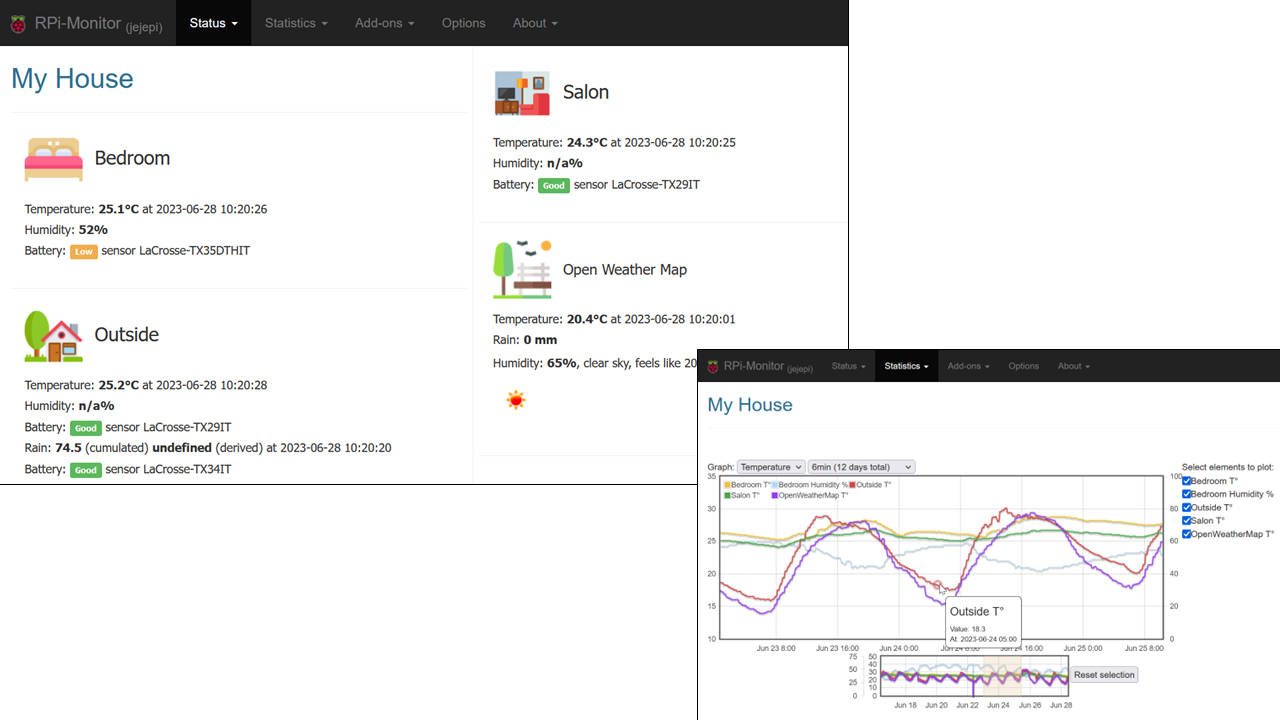 RPi-Monitor (jejepi) Status Statistics Add-ons Options About
My House
Bedroom
Temperature: 25.1°C at 2023-06-28 10:20:26
Humidity: 52%
Battery: Low sensor LaCrosse-TX35DTHIT
Outside
Temperature: 25.2°C at 2023-06-28 10:20:28
Humidity: n/a%
Battery: Good sensor LaCrosse-TX29IT
Rain: 74.5 (cumulated) undefined (derived) at 2023-06-28 10:20:20
Battery: Good sensor LaCrosse-TX34IT
Salon
Temperature: 24.3°C at 2023-06-28 10:20:25
Humidity: n/a%
Battery: Good sensor LaCrosse-TX29IT
Open Weather Map
Temperature: 20.4°C at 2023-06-28 10:20:01
Rain: 0 mm
Humidity: 65%, clear sky, feels like 20
RPi-Monitor (jejepi) Status Statistics Add-ons Options About
My House
Graph: Temperature 6min (12 days total)
Select elements to plot:
Bedroom T°
Bedroom Humidity %
Outside T°
Salon T°
OpenWeatherMap T°
Bedroom T° Bedroom Humidity % Outside T°
Salon T° OpenWeatherMap T°
35
30
25
20
15
10
100
80
60
40
20
0
Outside T°
Value: 18.3
At: 2023-06-24 05:00
Jun 23 8:00 Jun 23 16:00 Jun 24 0:00 Jun 24 8:00 Jun 24 16:00 Jun 25 0:00 Jun 25 8:00
75
50
25
0
50
40
30
20
10
0
Reset selection
Jun 18 Jun 20 Jun 22 Jun 24 Jun 26 Jun 28